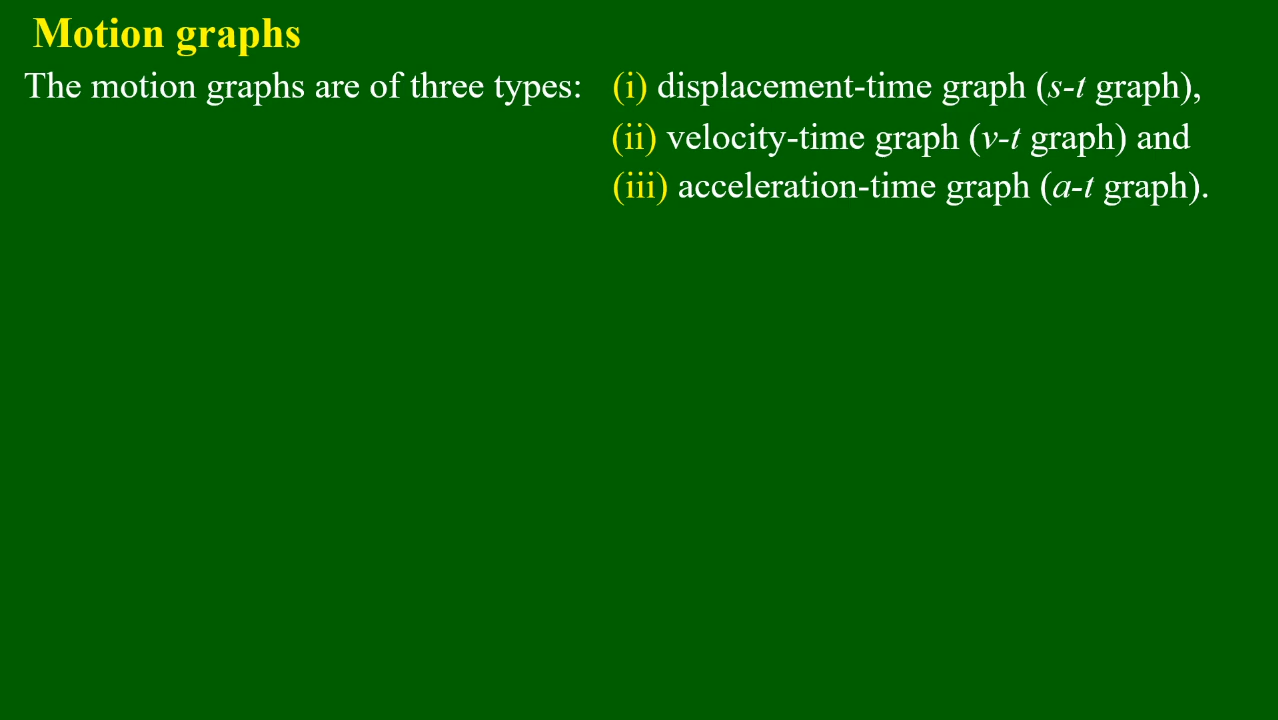 Motion graphs
The motion graphs are of three types: (i) displacement-time graph (s-t graph),
(ii) velocity-time graph (v-t graph) and
(iii) acceleration-time graph (a-t graph).